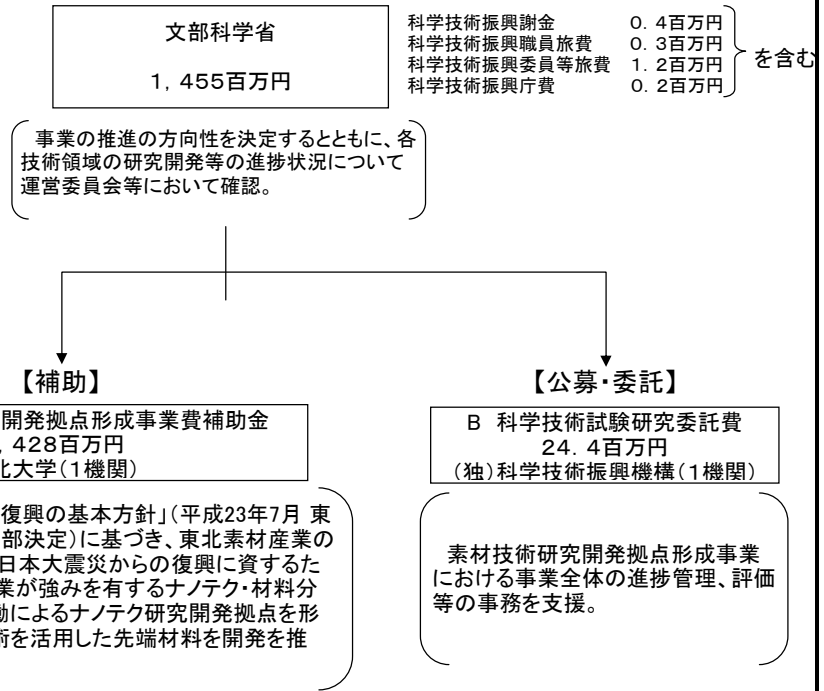 文部科学省
1,455百万円
科学技術振興謝金 0.4百万円
科学技術振興職員旅費 0.3百万円
科学技術振興委員等旅費 1.2百万円
科学技術振興庁費 0.2百万円
を含む
事業の推進の方向性を決定するとともに、各
技術領域の研究開発等の進捗状況について
運営委員会等において確認。
【補助】
開発拠点形成事業費補助金
428百万円
北大学(1機関)
復興の基本方針」(平成23年7月 東
部決定)に基づき、東北素材産業の
日本大震災からの復興に資するた
業が強みを有するナノテク・材料分
働によるナノテク研究開発拠点を形
術を活用した先端材料を開発を推
【公募・委託】
B 科学技術試験研究委託費
24.4百万円
(独)科学技術振興機構(1機関)
素材技術研究開発拠点形成事業
における事業全体の進捗管理、評価
等の事務を支援。